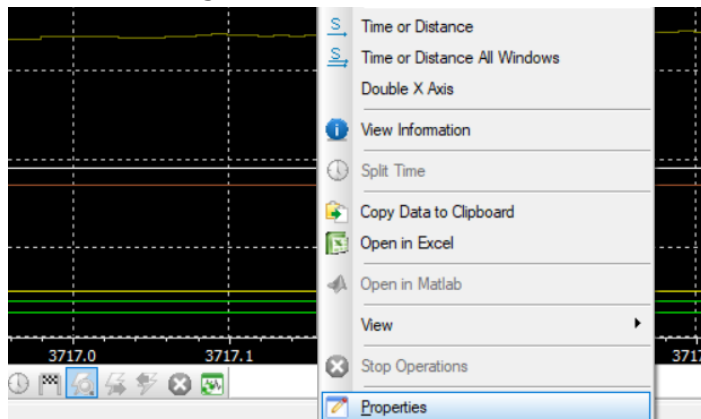 Time or Distance
Time or Distance All Windows
Double X Axis
View Information
Split Time
Copy Data to Clipboard
Open in Excel
Open in Matlab
View
3717.0 3717.1
Stop Operations
Properties